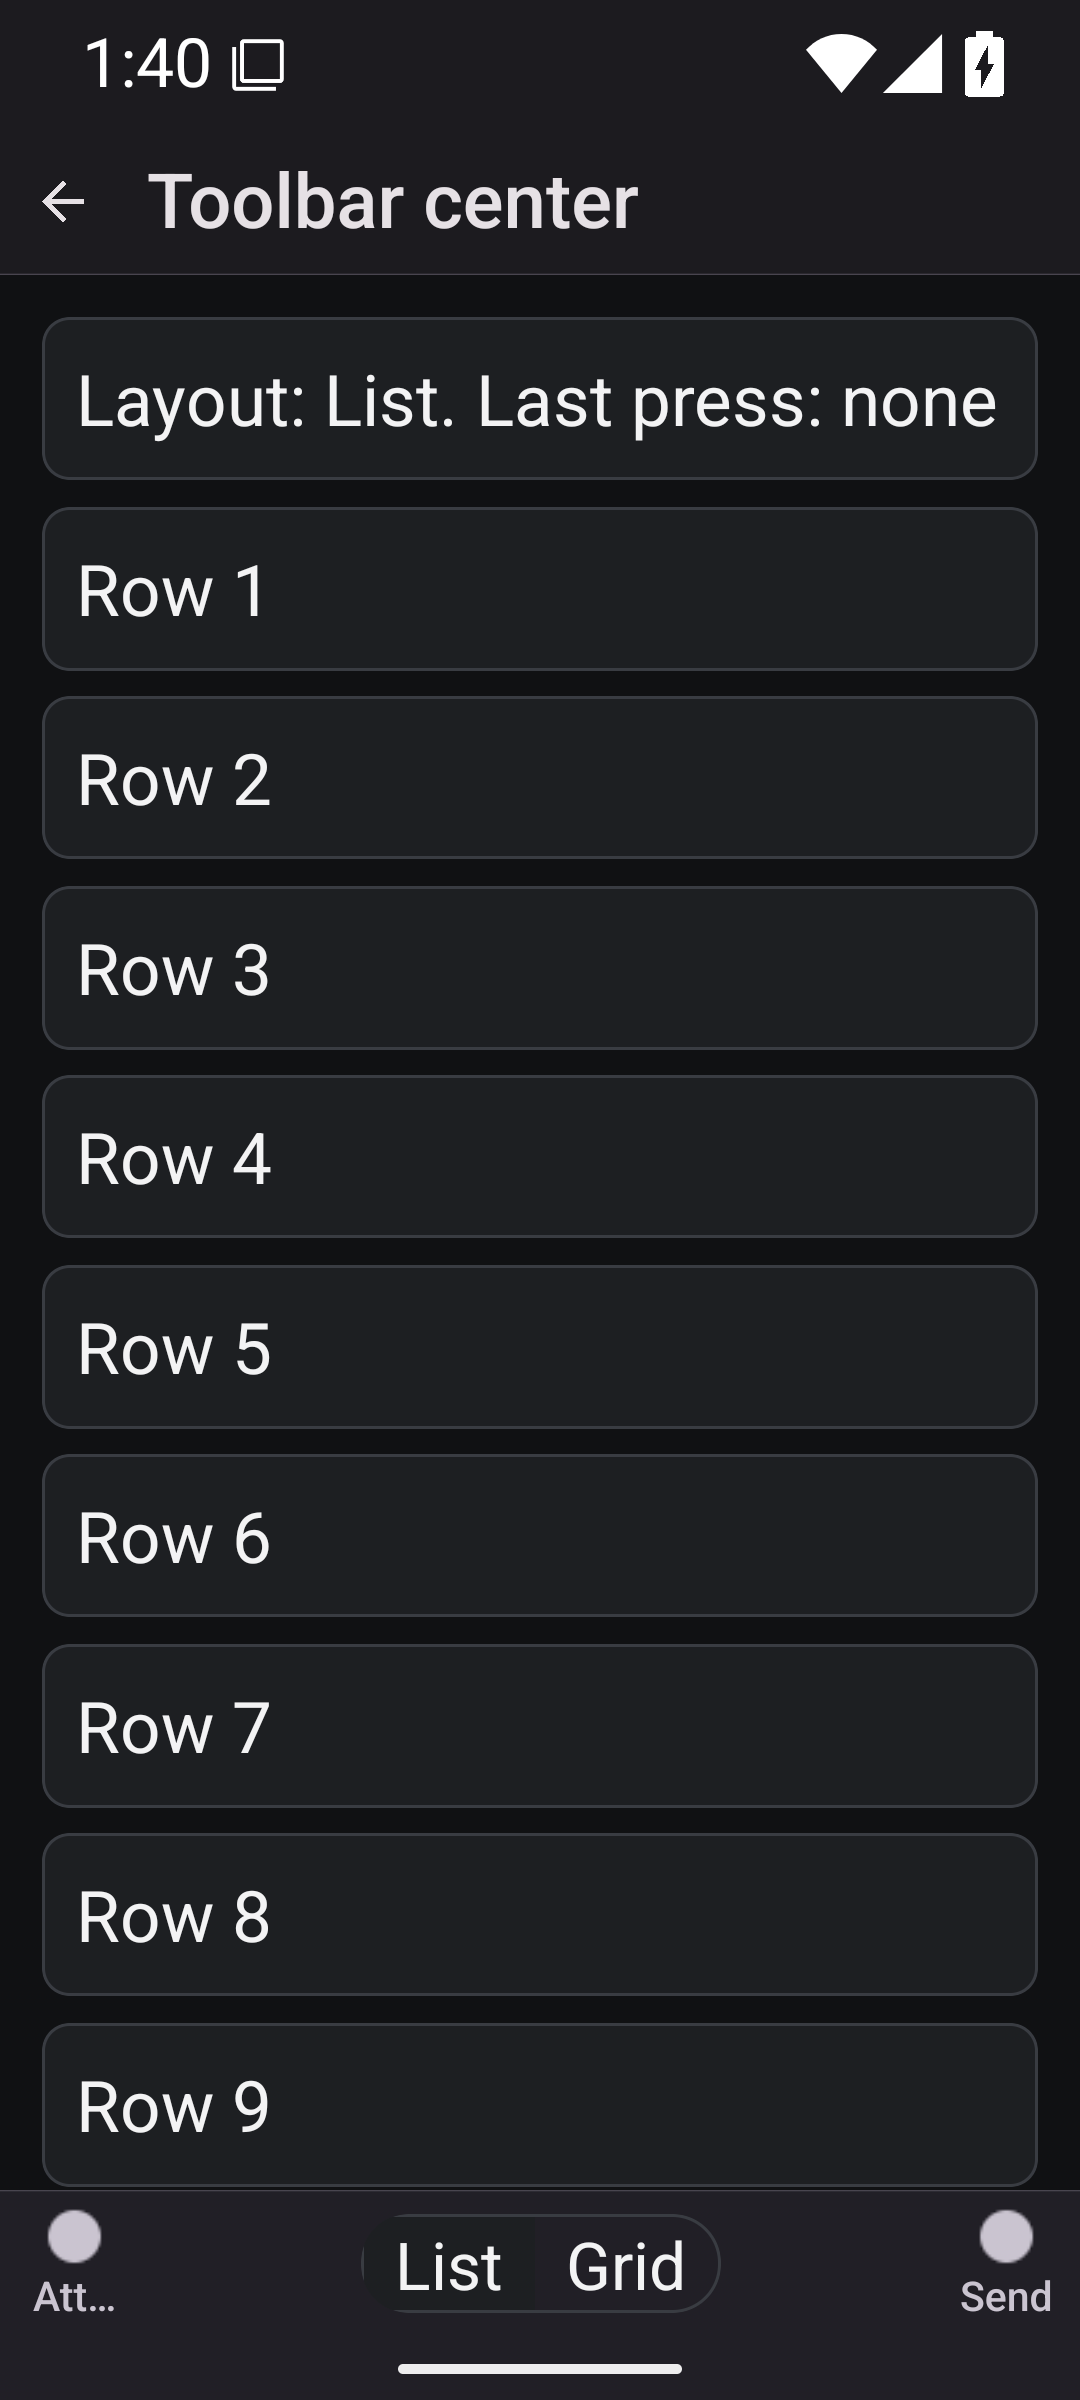 1:40
Toolbar center
Layout: List. Last press: none
Row 1
Row 2
Row 3
Row 4
Row 5
Row 6
Row 7
Row 8
Row 9
Att...
List Grid
Send